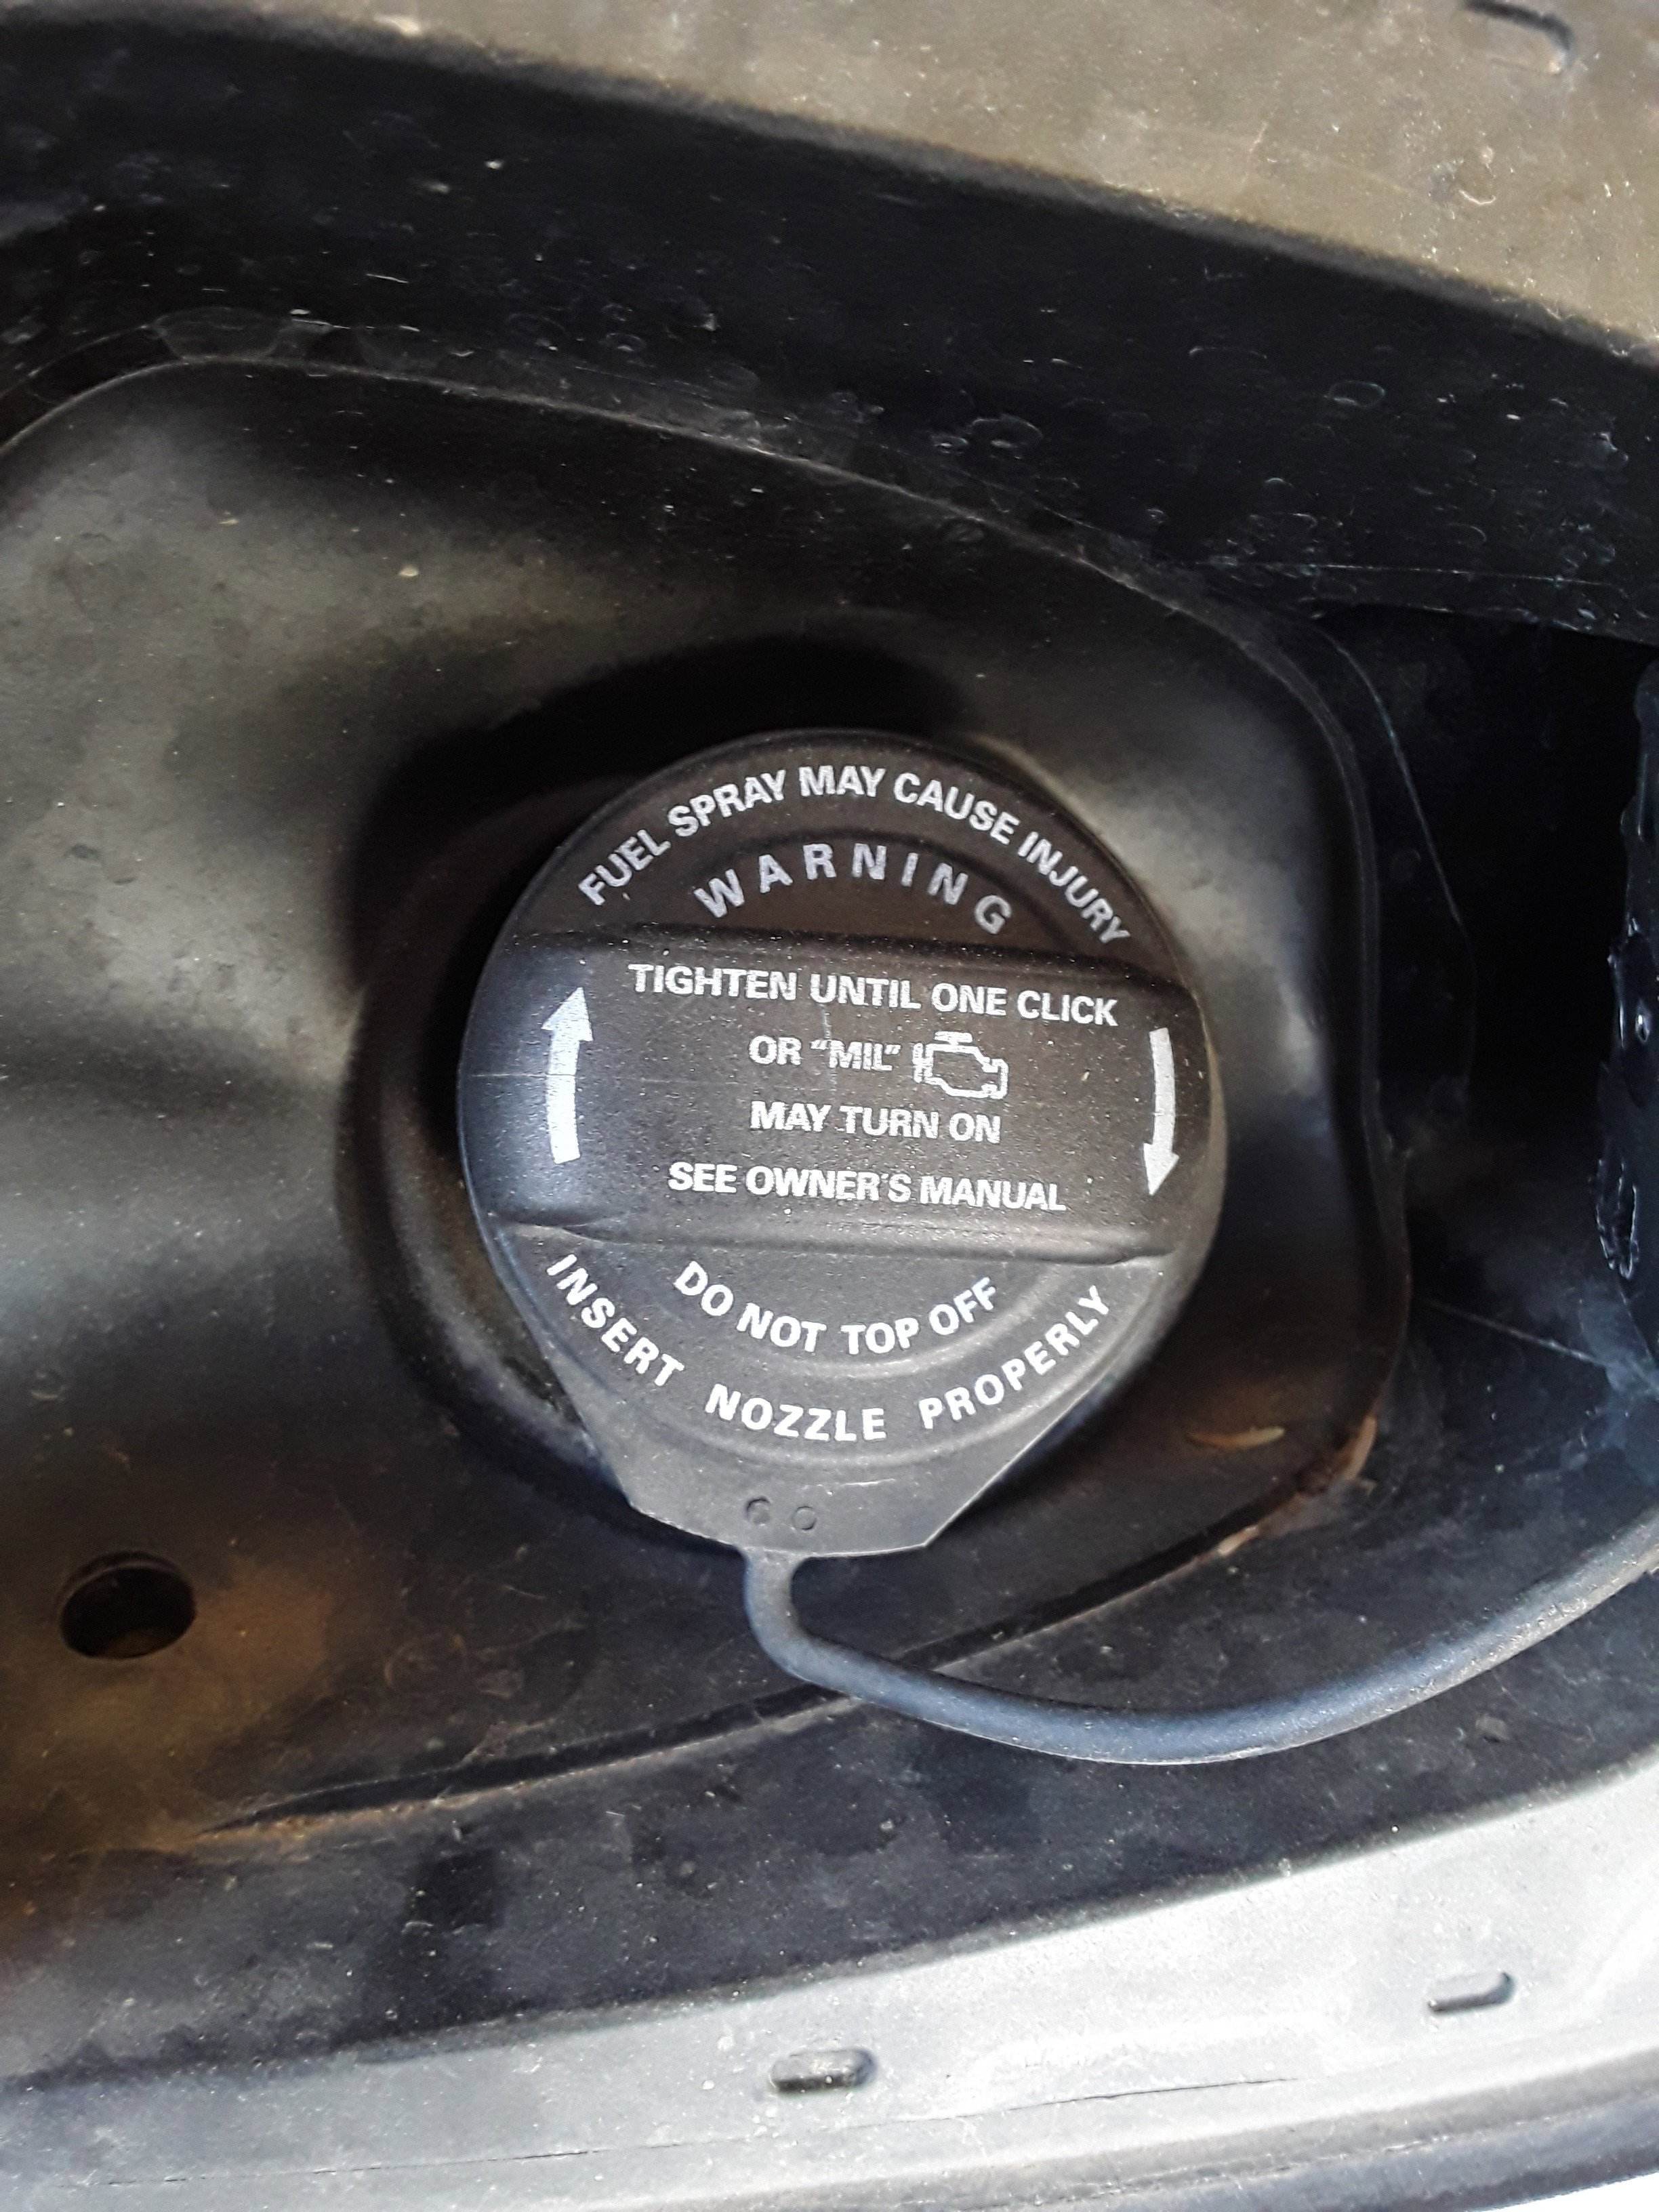 FUEL SPRAY MAY CAUSE INJURY
WARNING
TIGHTEN UNTIL ONE CLICK
OR "MIL"
MAY TURN ON
SEE OWNER'S MANUAL
DO NOT TOP OFF
INSERT NOZZLE PROPERLY